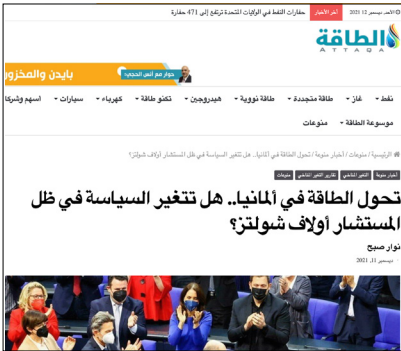 الأحد, ديسمبر 12 2021
أخر الأخبار
حفارات النفط في الولايات المتحدة ترتفع إلى 471 حفارة
الطاقة
ATTAQA
حوار مع أنس الحجي:
بايدن والمخزون
نفط
غاز
طاقة متجددة
طاقة نووية
هيدروجين
تكنو طاقة
كهرباء
سيارات
أسهم وشركا
موسوعة الطاقة
منوعات
الرئيسية / منوعات / أخبار منوعة / تحول الطاقة في ألمانيا.. هل تتغير السياسة في ظل المستشار أولاف شولتز؟
أخبار منوعة
التغير المناخي
تقارير التغير المناخي
منوعات
تحول الطاقة في ألمانيا.. هل تتغير السياسة في ظل
المستشار أولاف شولتز؟
نوار صبح
ديسمبر 11, 2021